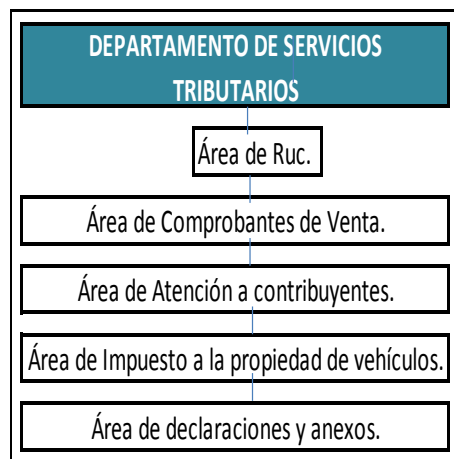 DEPARTAMENTO DE SERVICIOS
TRIBUTARIOS
Área de Ruc.
Área de Comprobantes de Venta.
Área de Atención a contribuyentes.
Área de Impuesto a la propiedad de vehículos.
Área de declaraciones y anexos.